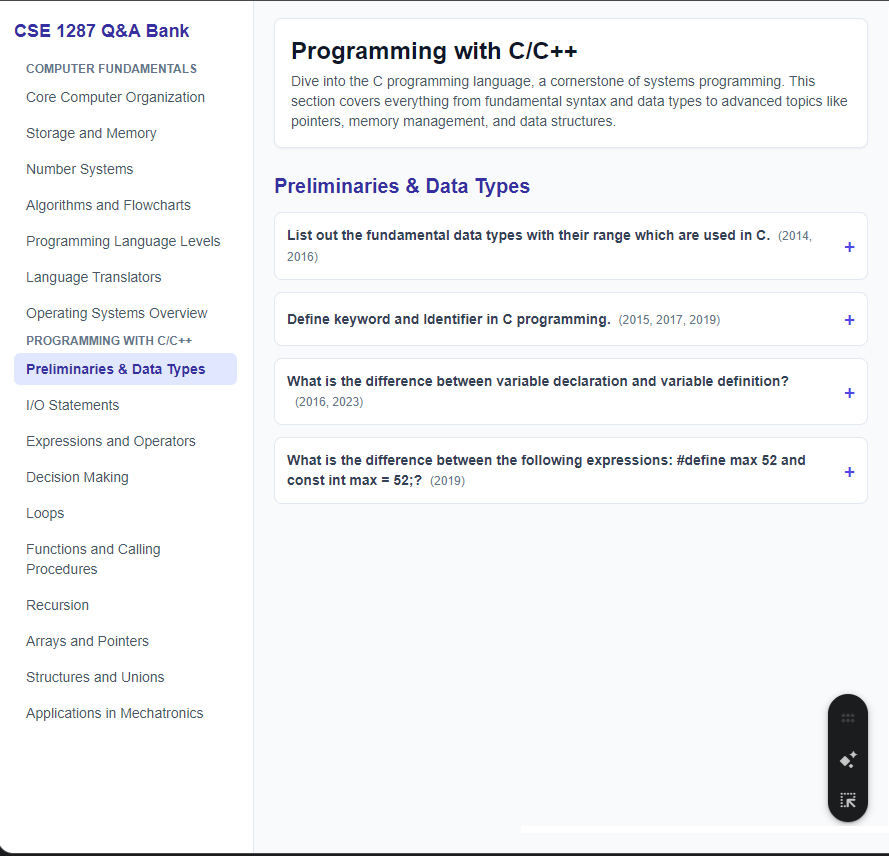 CSE 1287 Q&A Bank
COMPUTER FUNDAMENTALS
Core Computer Organization
Storage and Memory
Number Systems
Algorithms and Flowcharts
Programming Language Levels
Language Translators
Operating Systems Overview
PROGRAMMING WITH C/C++
Preliminaries & Data Types
I/O Statements
Expressions and Operators
Decision Making
Loops
Functions and Calling
Procedures
Recursion
Arrays and Pointers
Structures and Unions
Applications in Mechatronics
Programming with C/C++
Dive into the C programming language, a cornerstone of systems programming. This
section covers everything from fundamental syntax and data types to advanced topics like
pointers, memory management, and data structures.
Preliminaries & Data Types
List out the fundamental data types with their range which are used in C. (2014,
2016)
+
Define keyword and Identifier in C programming. (2015, 2017, 2019)
+
What is the difference between variable declaration and variable definition?
(2016, 2023)
+
What is the difference between the following expressions: #define max 52 and
const int max = 52;? (2019)
+